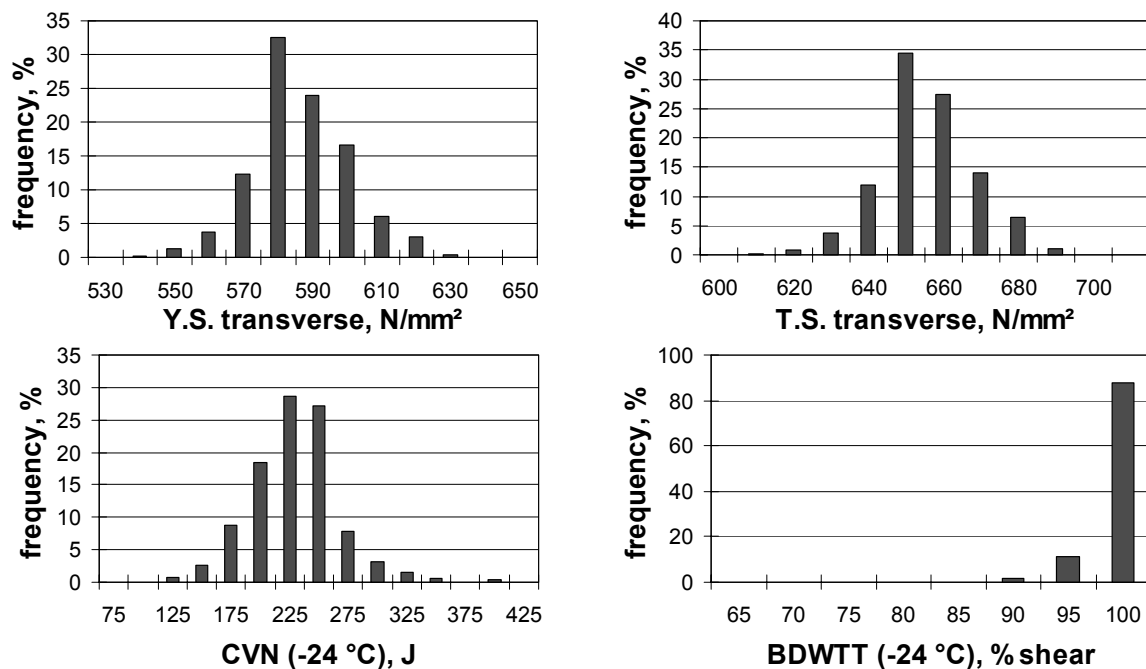 35
30
25
20
15
10
5
0
frequency, %
530 550 570 590 610 630 650
Y.S. transverse, N/mm²
40
35
30
25
20
15
10
5
0
frequency, %
600 620 640 660 680 700
T.S. transverse, N/mm²
35
30
25
20
15
10
5
0
frequency, %
75 125 175 225 275 325 375 425
CVN (-24 °C), J
100
80
60
40
20
0
frequency, %
65 70 75 80 85 90 95 100
BDWTT (-24 °C), % shear